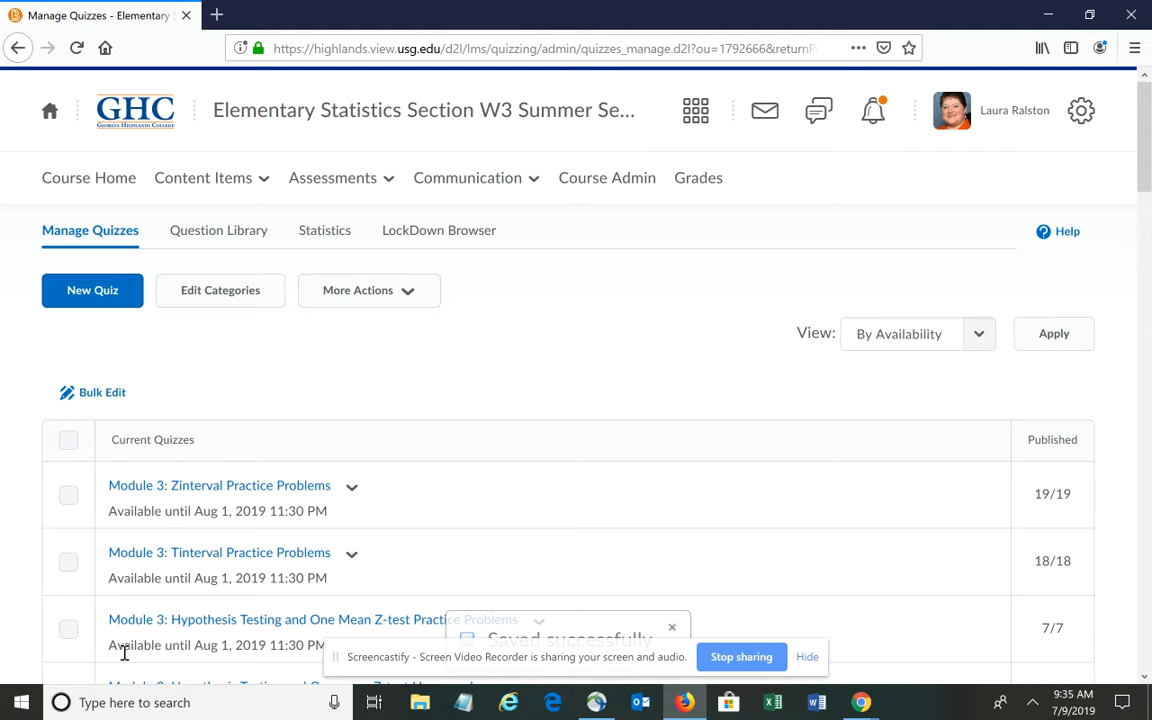 Manage Quizzes - Elementary
https://highlands.view.usg.edu/d2l/lms/quizzing/admin/quizzes_manage.d2l?ou=1792666&returnP
GHC
GEORGIA HIGHLANDS COLLEGE
Elementary Statistics Section W3 Summer Se...
Laura Ralston
Course Home Content Items Assessments Communication Course Admin Grades
Manage Quizzes Question Library Statistics LockDown Browser
Help
New Quiz Edit Categories More Actions
View: By Availability Apply
Bulk Edit
Current Quizzes Published
Module 3: Zinterval Practice Problems
Available until Aug 1, 2019 11:30 PM
19/19
Module 3: Tinterval Practice Problems
Available until Aug 1, 2019 11:30 PM
18/18
Module 3: Hypothesis Testing and One Mean Z-test Practice Problems
Available until Aug 1, 2019 11:30 PM
7/7
Saved successfully
Screencastify - Screen Video Recorder is sharing your screen and audio. Stop sharing Hide
Type here to search
9:35 AM
7/9/2019